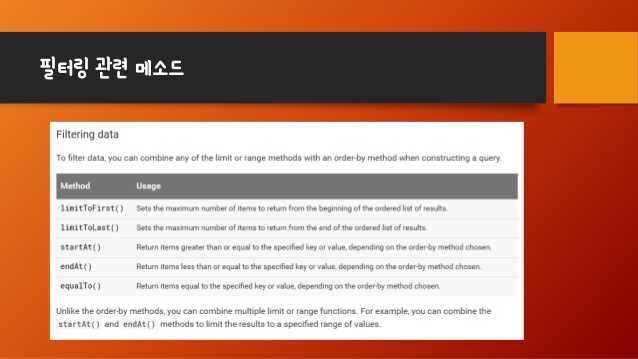 필터링 관련 메소드
Filtering data
To filter data, you can combine any of the limit or range methods with an order-by method when constructing a query.
Method Usage
limitToFirst() Sets the maximum number of items to return from the beginning of the ordered list of results.
limitToLast() Sets the maximum number of items to return from the end of the ordered list of results.
startAt() Return items greater than or equal to the specified key or value, depending on the order-by method chosen.
endAt() Return items less than or equal to the specified key or value, depending on the order-by method chosen.
equalTo() Return items equal to the specified key or value, depending on the order-by method chosen.
Unlike the order-by methods, you can combine multiple limit or range functions. For example, you can combine the
startAt() and endAt() methods to limit the results to a specified range of values.